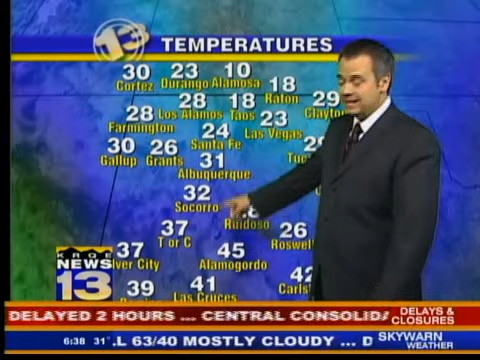 13 TEMPERATURES
30 23 10 18
Cortez Durango Alamosa Raton
28 28 18 29
Farmington Los Alamos Taos Clayton
24 23
Santa Fe Las Vegas
30 26 31
Gallup Grants Albuquerque
32
Socorro
Ruidoso
37 26
T or C Roswell
37 45
lver City Alamogordo
39 41 42
Las Cruces Carls
KRQE
NEWS
13
DELAYED 2 HOURS ... CENTRAL CONSOLID
DELAYS &
CLOSURES
6:38 31° .L 63/40 MOSTLY CLOUDY ... D
SKYWARN
WEATHER